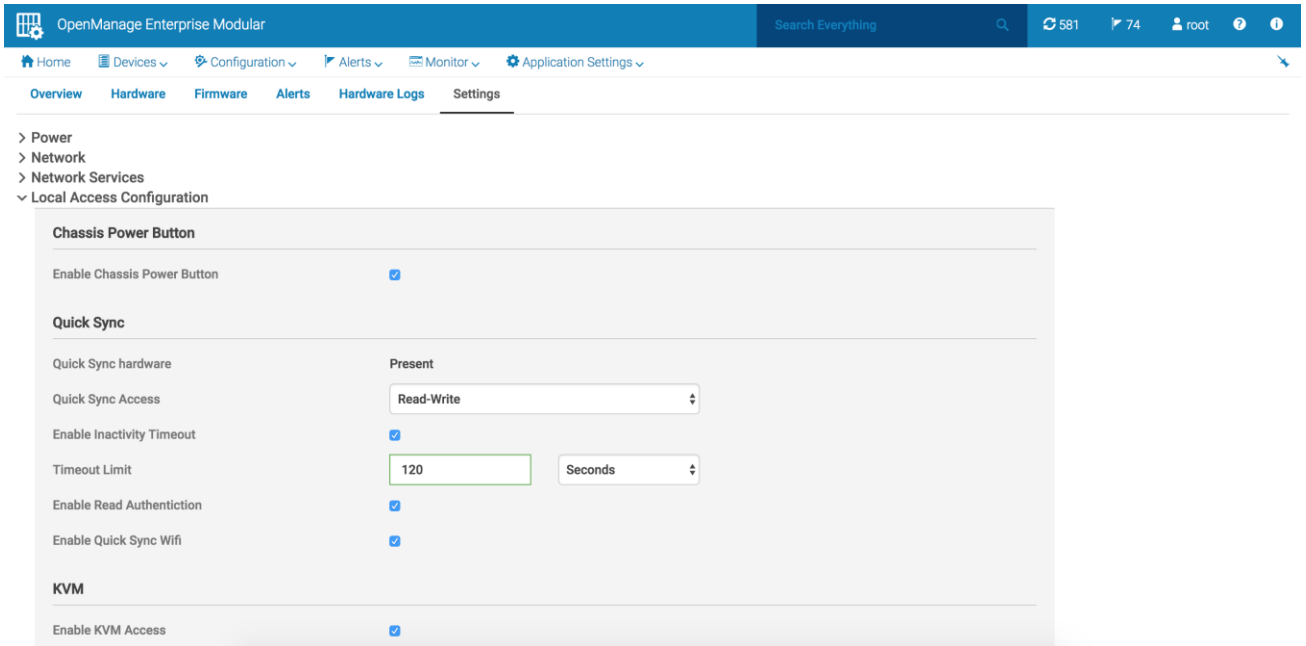 OpenManage Enterprise Modular Search Everything 581 74 root
Home Devices Configuration Alerts Monitor Application Settings
Overview Hardware Firmware Alerts Hardware Logs Settings
Power
Network
Network Services
Local Access Configuration
Chassis Power Button
Enable Chassis Power Button
Quick Sync
Quick Sync hardware Present
Quick Sync Access Read-Write
Enable Inactivity Timeout
Timeout Limit 120 Seconds
Enable Read Authentiction
Enable Quick Sync Wifi
KVM
Enable KVM Access